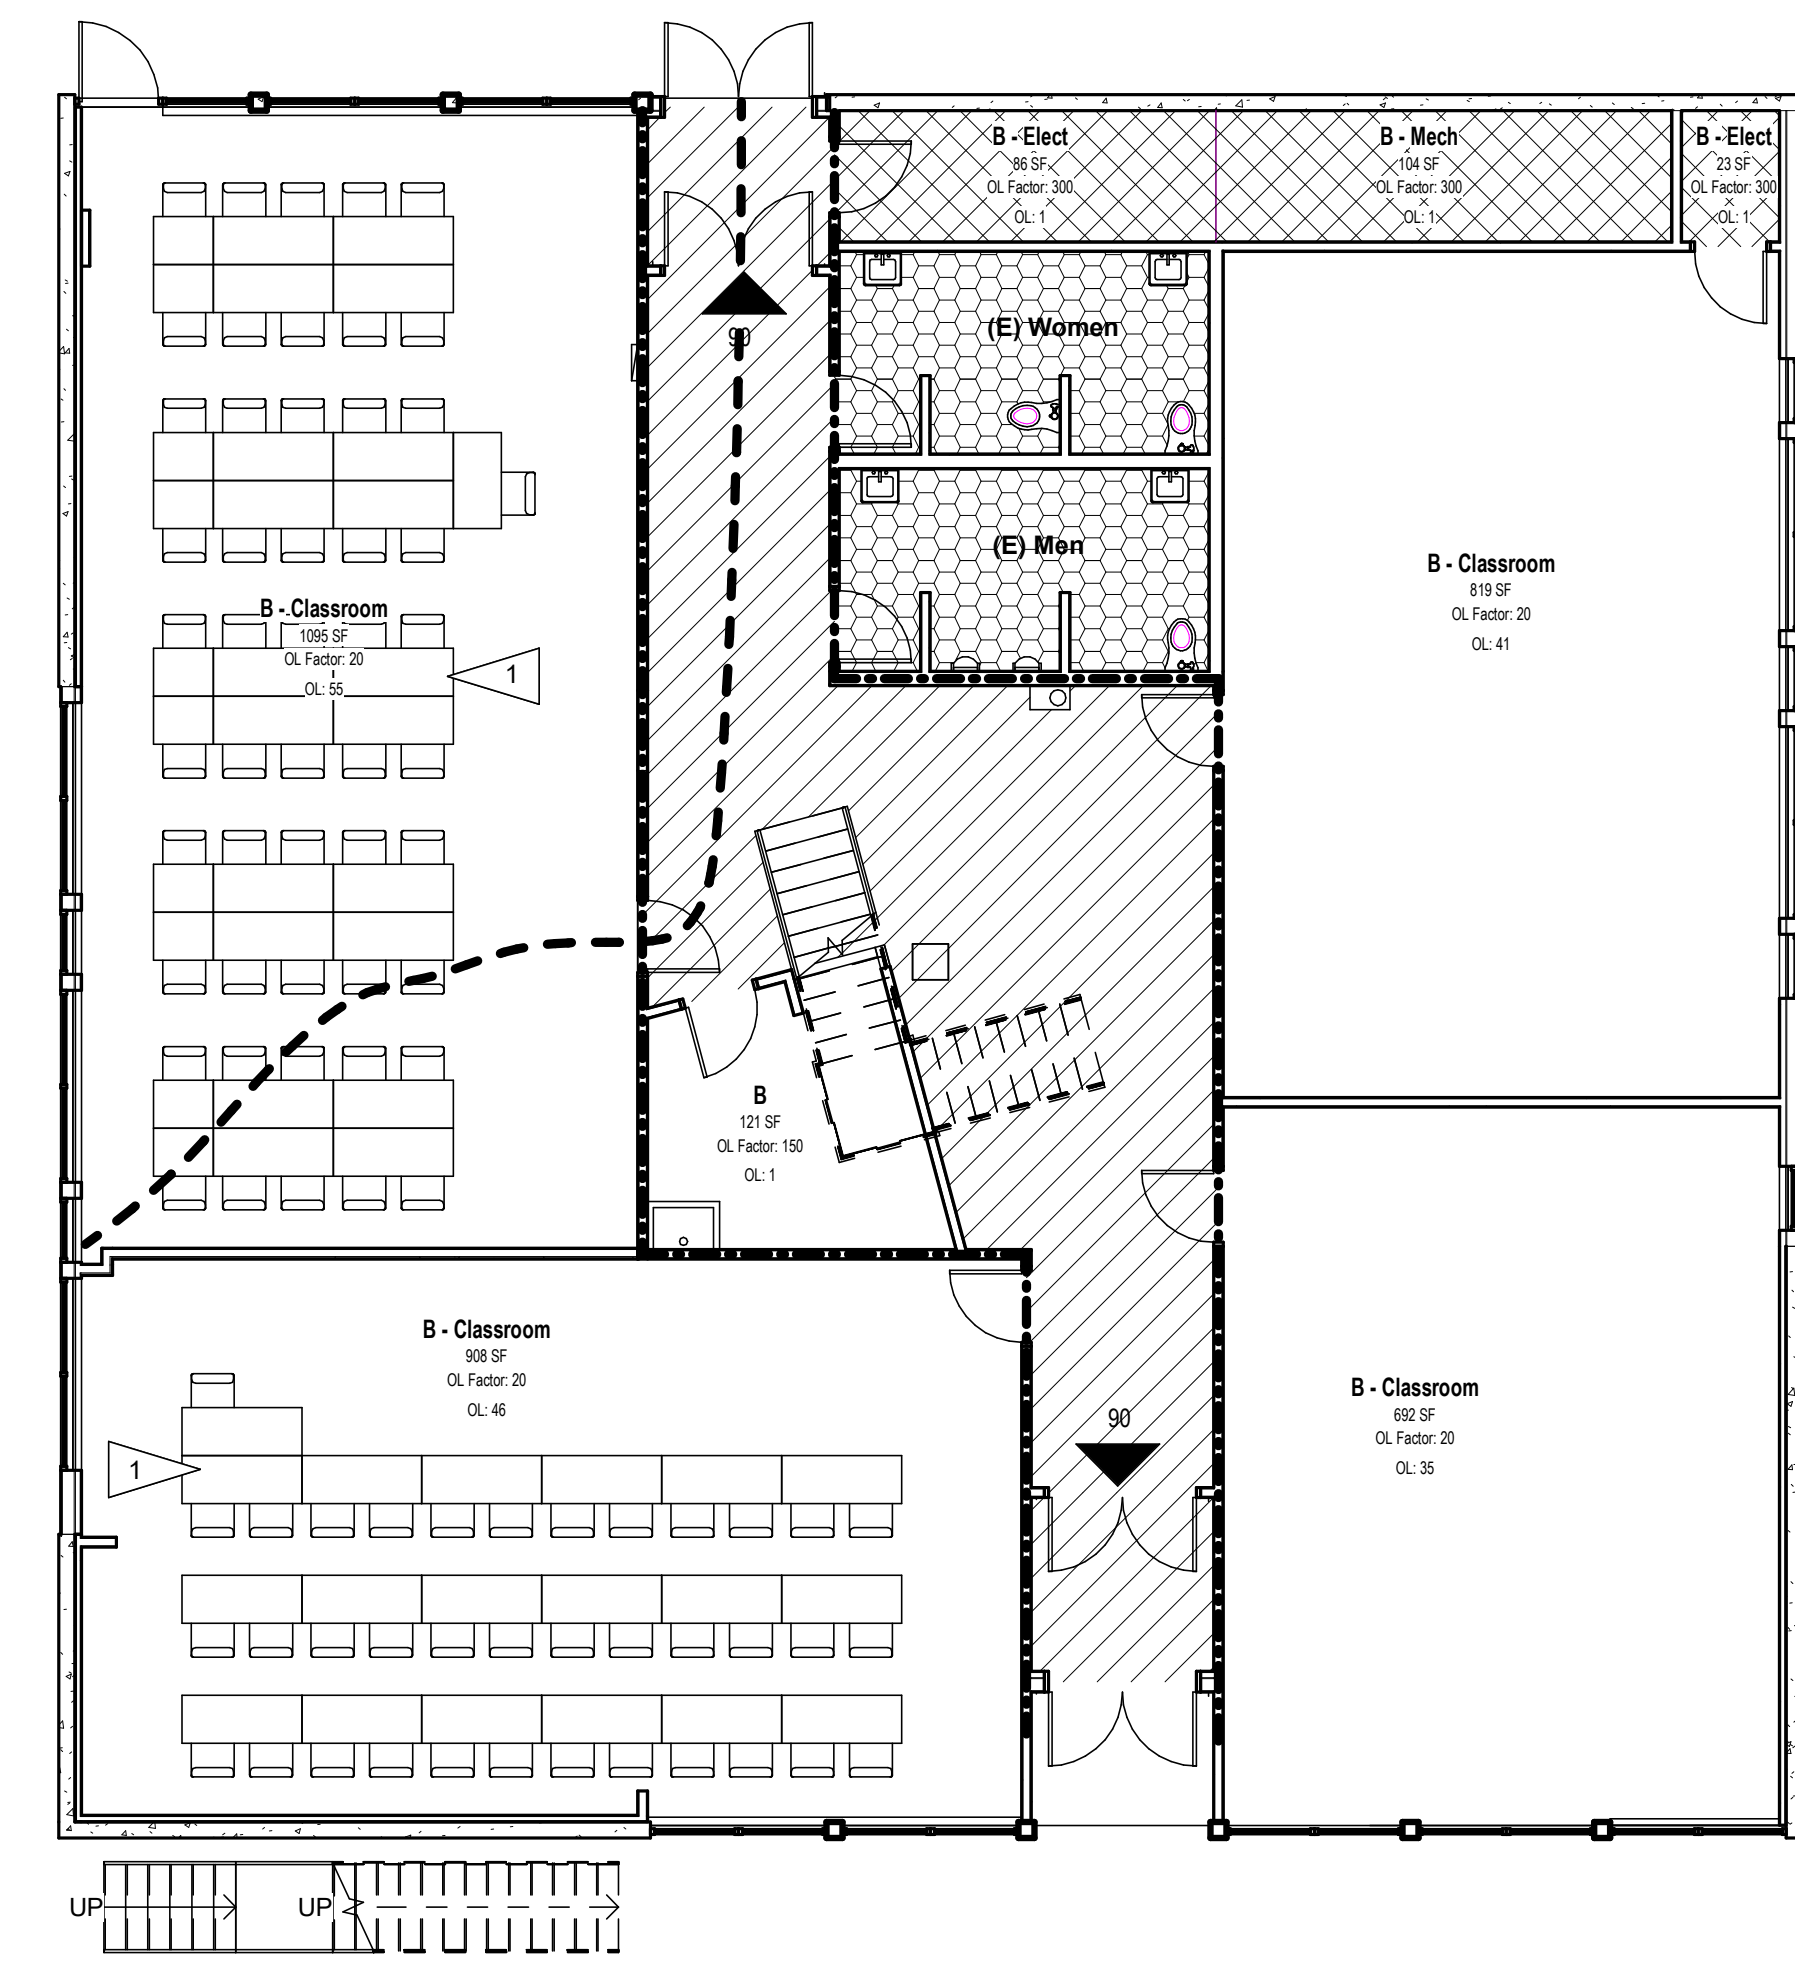 B - Elect
86 SF
OL Factor: 300
OL: 1
B - Mech
104 SF
OL Factor: 300
OL: 1
B - Elect
23 SF
OL Factor: 300
OL: 1
90
(E) Women
(E) Men
B - Classroom
819 SF
OL Factor: 20
OL: 41
B - Classroom
1095 SF
OL Factor: 20
OL: 55
1
B
121 SF
OL Factor: 150
OL: 1
B - Classroom
908 SF
OL Factor: 20
OL: 46
1
90
B - Classroom
692 SF
OL Factor: 20
OL: 35
UP
UP